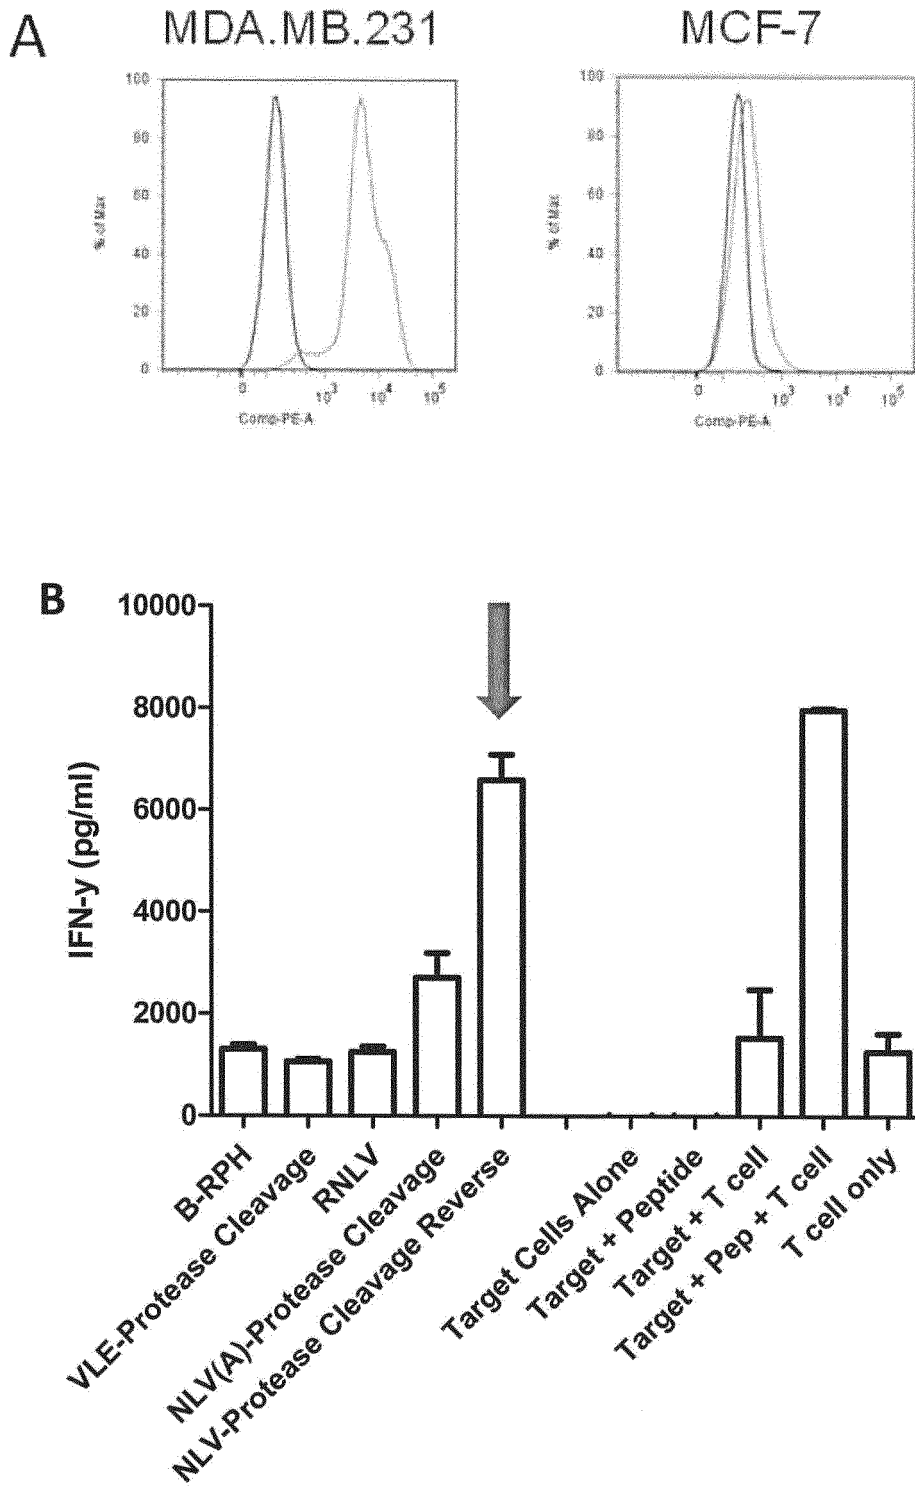 A
MDA.MB.231
MCF-7
100
80
60
40
20
0
% of Max
0
10³
10⁴
10⁵
Comp-PE-A
100
80
60
40
20
0
% of Max
0
10³
10⁴
10⁵
Comp-PE-A
B
10000
8000
6000
4000
2000
0
IFN-y (pg/ml)
B-RPH
VLE-Protease Cleavage
RNLV
NLV(A)-Protease Cleavage
NLV-Protease Cleavage Reverse
Target Cells Alone
Target + Peptide
Target + T cell
Target + Pep + T cell
T cell only